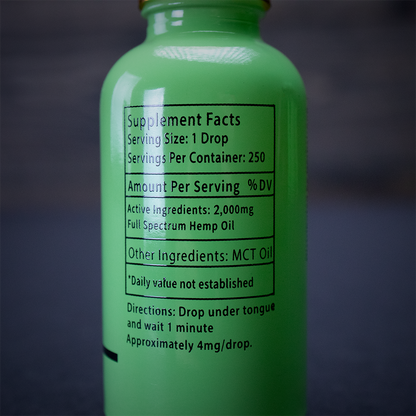 Supplement Facts
Serving Size: 1 Drop
Servings Per Container: 250
Amount Per Serving % DV
Active Ingredients: 2,000mg
Full Spectrum Hemp Oil
Other Ingredients: MCT Oil
*Daily value not established
Directions: Drop under tongue
and wait 1 minute
Approximately 4mg/drop.